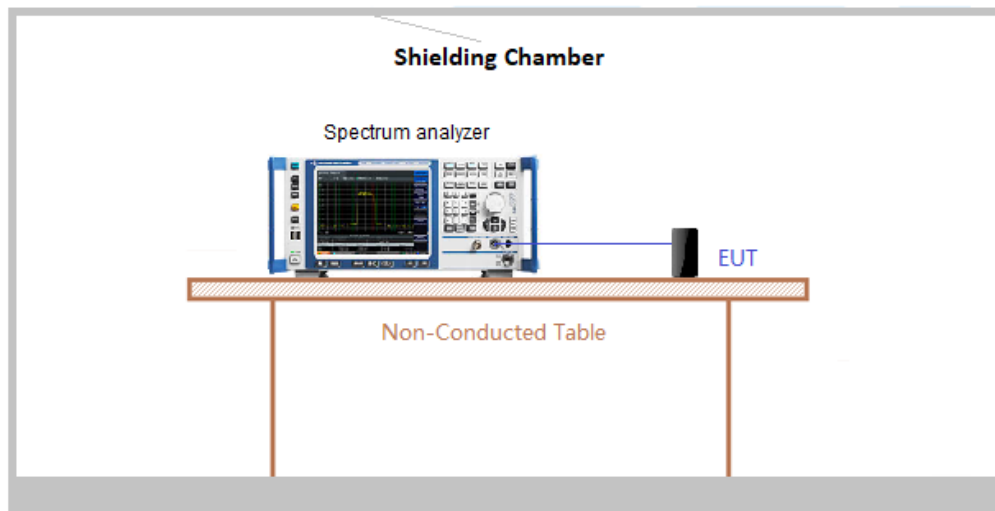 Shielding Chamber
Spectrum analyzer
EUT
Non-Conducted Table